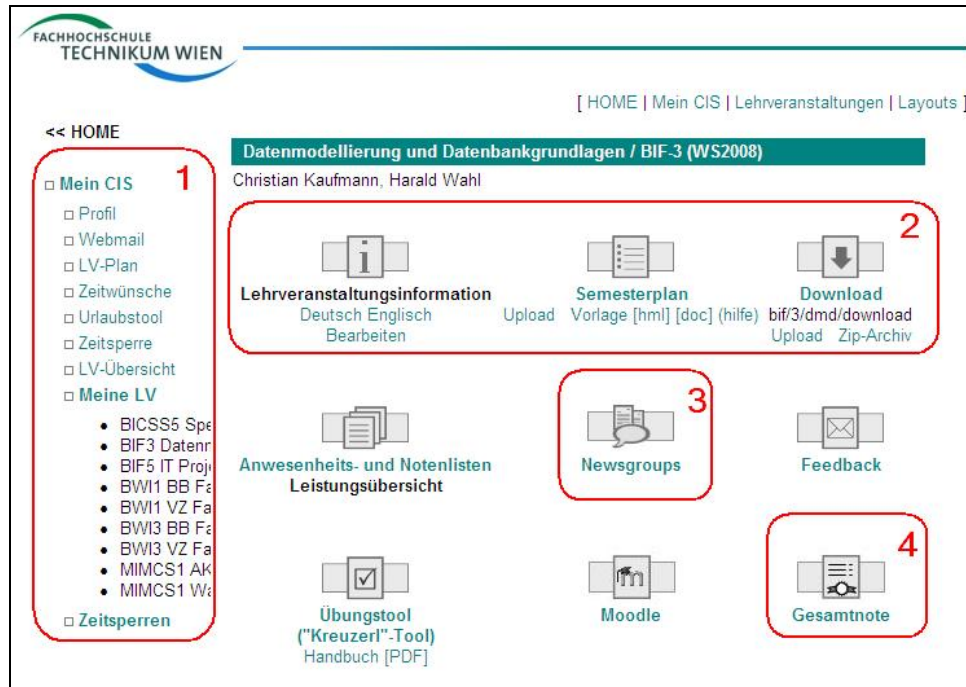 FACHHOCHSCHULE
TECHNIKUM WIEN
[ HOME | Mein CIS | Lehrveranstaltungen | Layouts ]
<< HOME
1
Mein CIS
Profil
Webmail
LV-Plan
Zeitwünsche
Urlaubstool
Zeitsperre
LV-Übersicht
Meine LV
BICSS5 Spe
BIF3 Datenr
BIF5 IT Proj
BWI1 BB Fa
BWI1 VZ Fa
BWI3 BB Fa
BWI3 VZ Fa
MIMCS1 AK
MIMCS1 Wa
Zeitsperren
Datenmodellierung und Datenbankgrundlagen / BIF-3 (WS2008)
Christian Kaufmann, Harald Wahl
2
Lehrveranstaltungsinformation
Deutsch Englisch
Bearbeiten
Semesterplan
Upload Vorlage [hml] [doc] (hilfe)
Download
bif/3/dmd/download
Upload Zip-Archiv
Anwesenheits- und Notenlisten
Leistungsübersicht
3
Newsgroups
Feedback
Übungstool
("Kreuzerl"-Tool)
Handbuch [PDF]
Moodle
4
Gesamtnote